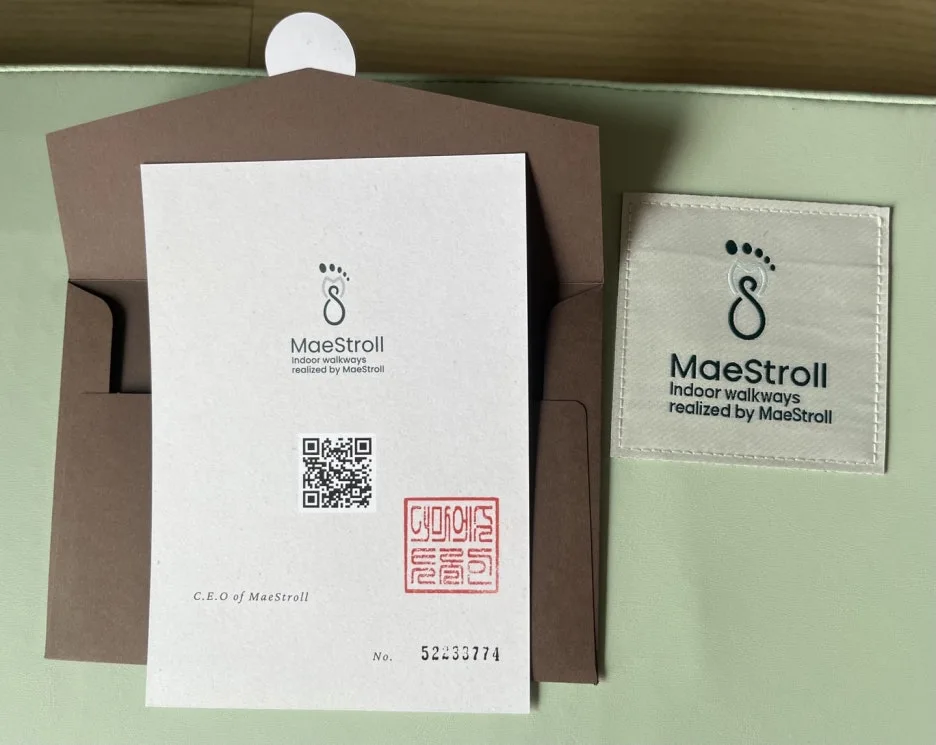 MaeStroll
Indoor walkways
realized by MaeStroll
C.E.O of MaeStroll
No. 52233774
MaeStroll
Indoor walkways
realized by MaeStroll